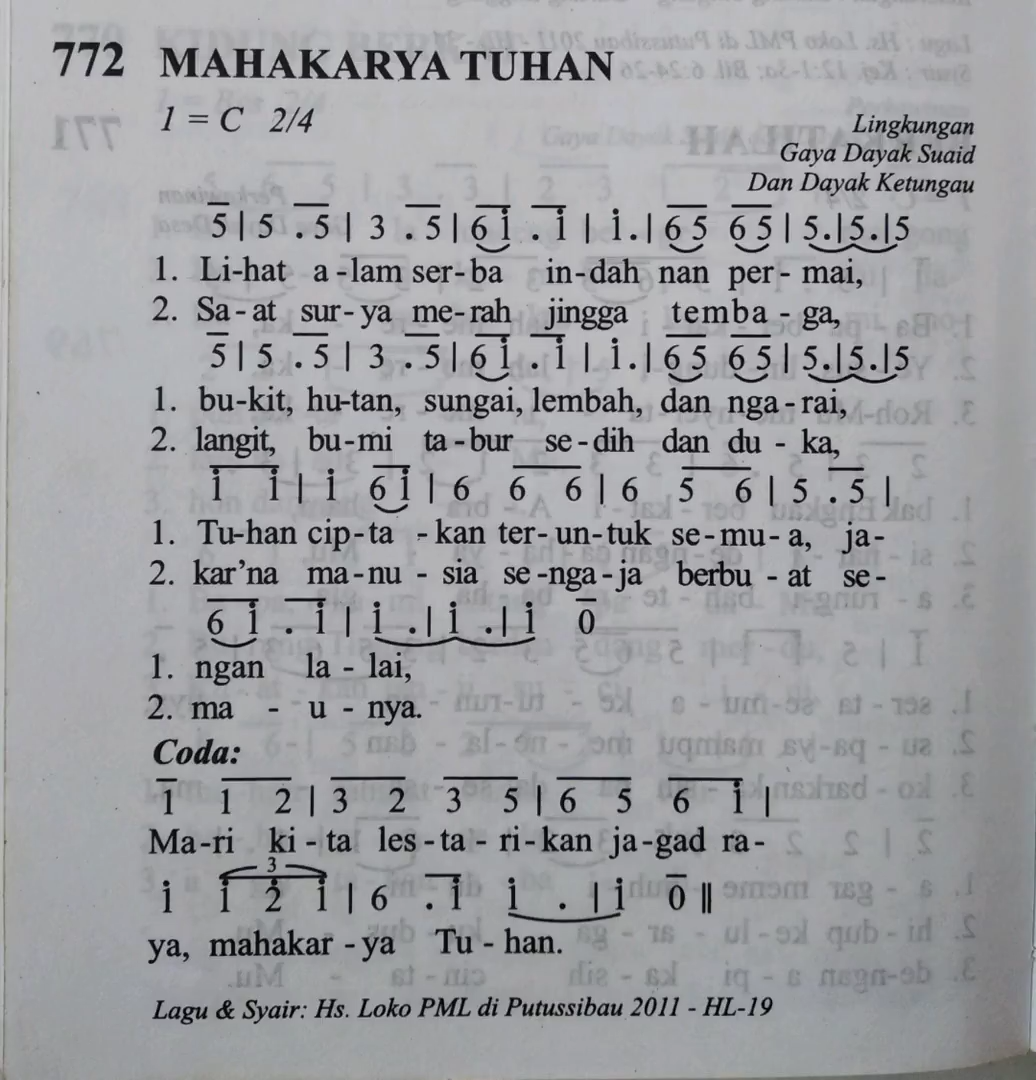 772 MAHAKARYA TUHAN
1 = C 2/4
Lingkungan
Gaya Dayak Suaid
Dan Dayak Ketungau
5 | 5 . 5 | 3 . 5 | 6 1̇ . 1̇ | 1̇ . | 6 5 6 5 | 5 . | 5 . | 5
1. Li-hat a-lam ser-ba in-dah nan per-mai,
2. Sa-at sur-ya me-rah jingga temba-ga,
5 | 5 . 5 | 3 . 5 | 6 1̇ . 1̇ | 1̇ . | 6 5 6 5 | 5 . | 5 . | 5
1. bu-kit, hu-tan, sungai, lembah, dan nga-rai,
2. langit, bu-mi ta-bur se-dih dan du-ka,
1̇ 1̇ | 1̇ 6 1̇ | 6 6 6 | 6 5 6 | 5 . 5 |
1. Tu-han cip-ta-kan ter-un-tuk se-mu-a, ja-
2. kar'na ma-nu-sia se-nga-ja berbu-at se-
6 1̇ . 1̇ | 1̇ . | 1̇ . | 1̇ 0
1. ngan la-lai,
2. ma-u-nya.
Coda:
1 1 2 | 3 2 3 5 | 6 5 6 1̇ |
Ma-ri ki-ta les-ta-ri-kan ja-gad ra-
3
1̇ 1̇ 2̇ 1̇ | 6 . 1̇ 1̇ . | 1̇ 0 ||
ya, mahakar-ya Tu-han.
Lagu & Syair: Hs. Loko PML di Putussibau 2011 - HL-19